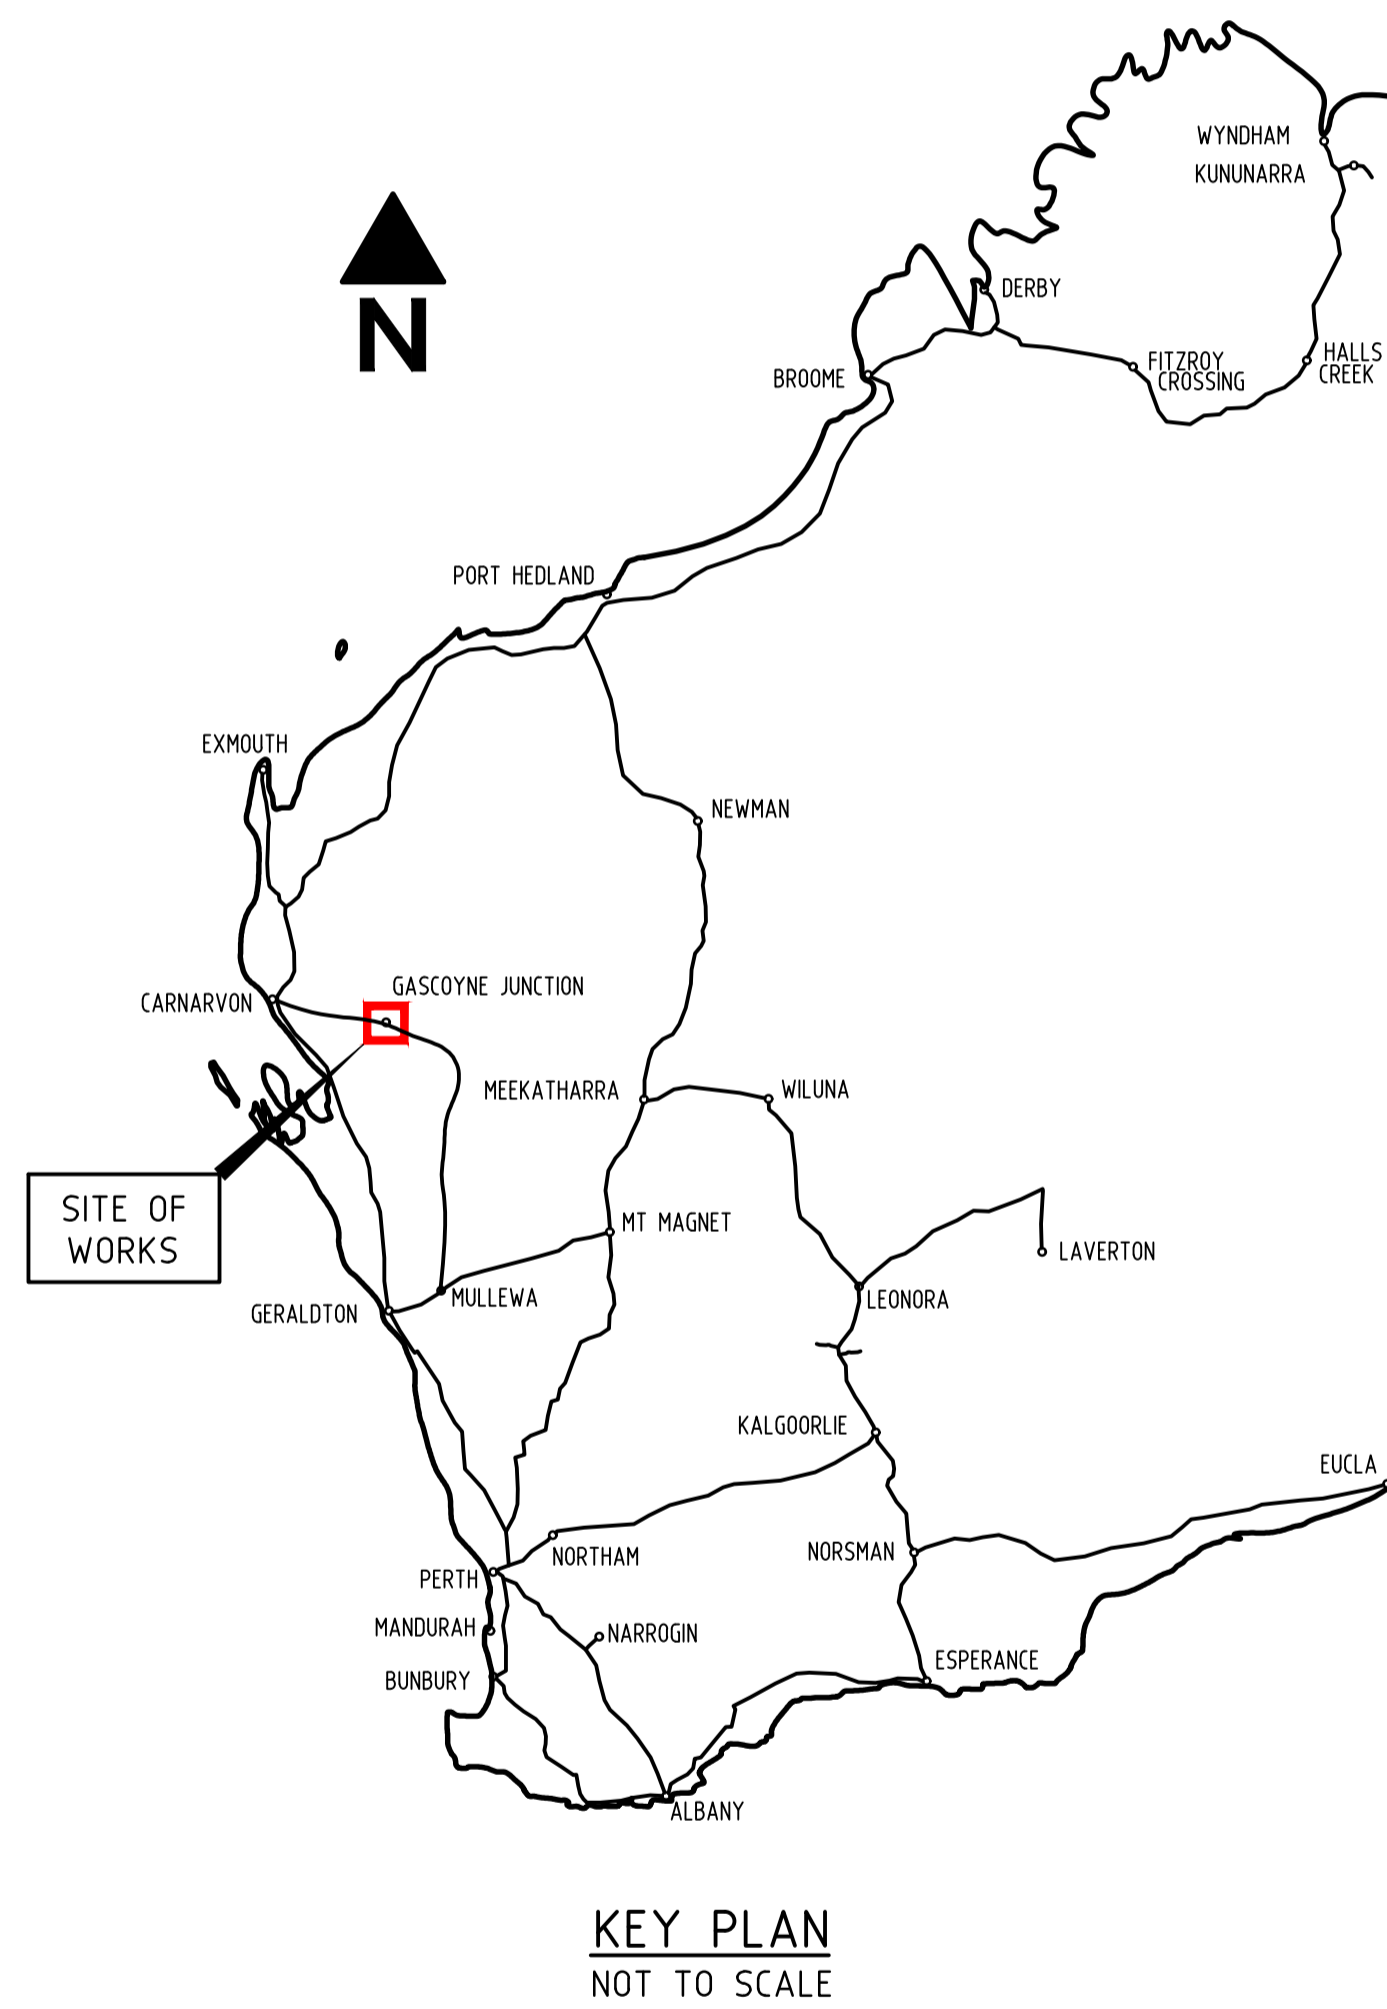 WYNDHAM
KUNUNARRA
N
DERBY
BROOME
FITZROY
CROSSING
HALLS
CREEK
PORT HEDLAND
EXMOUTH
NEWMAN
GASCOYNE JUNCTION
CARNARVON
MEEKATHARRA
WILUNA
SITE OF
WORKS
MT MAGNET
LAVERTON
MULLEWA
LEONORA
GERALDTON
KALGOORLIE
EUCLA
NORTHAM
NORSMAN
PERTH
MANDURAH
NARROGIN
BUNBURY
ESPERANCE
ALBANY
KEY PLAN
NOT TO SCALE